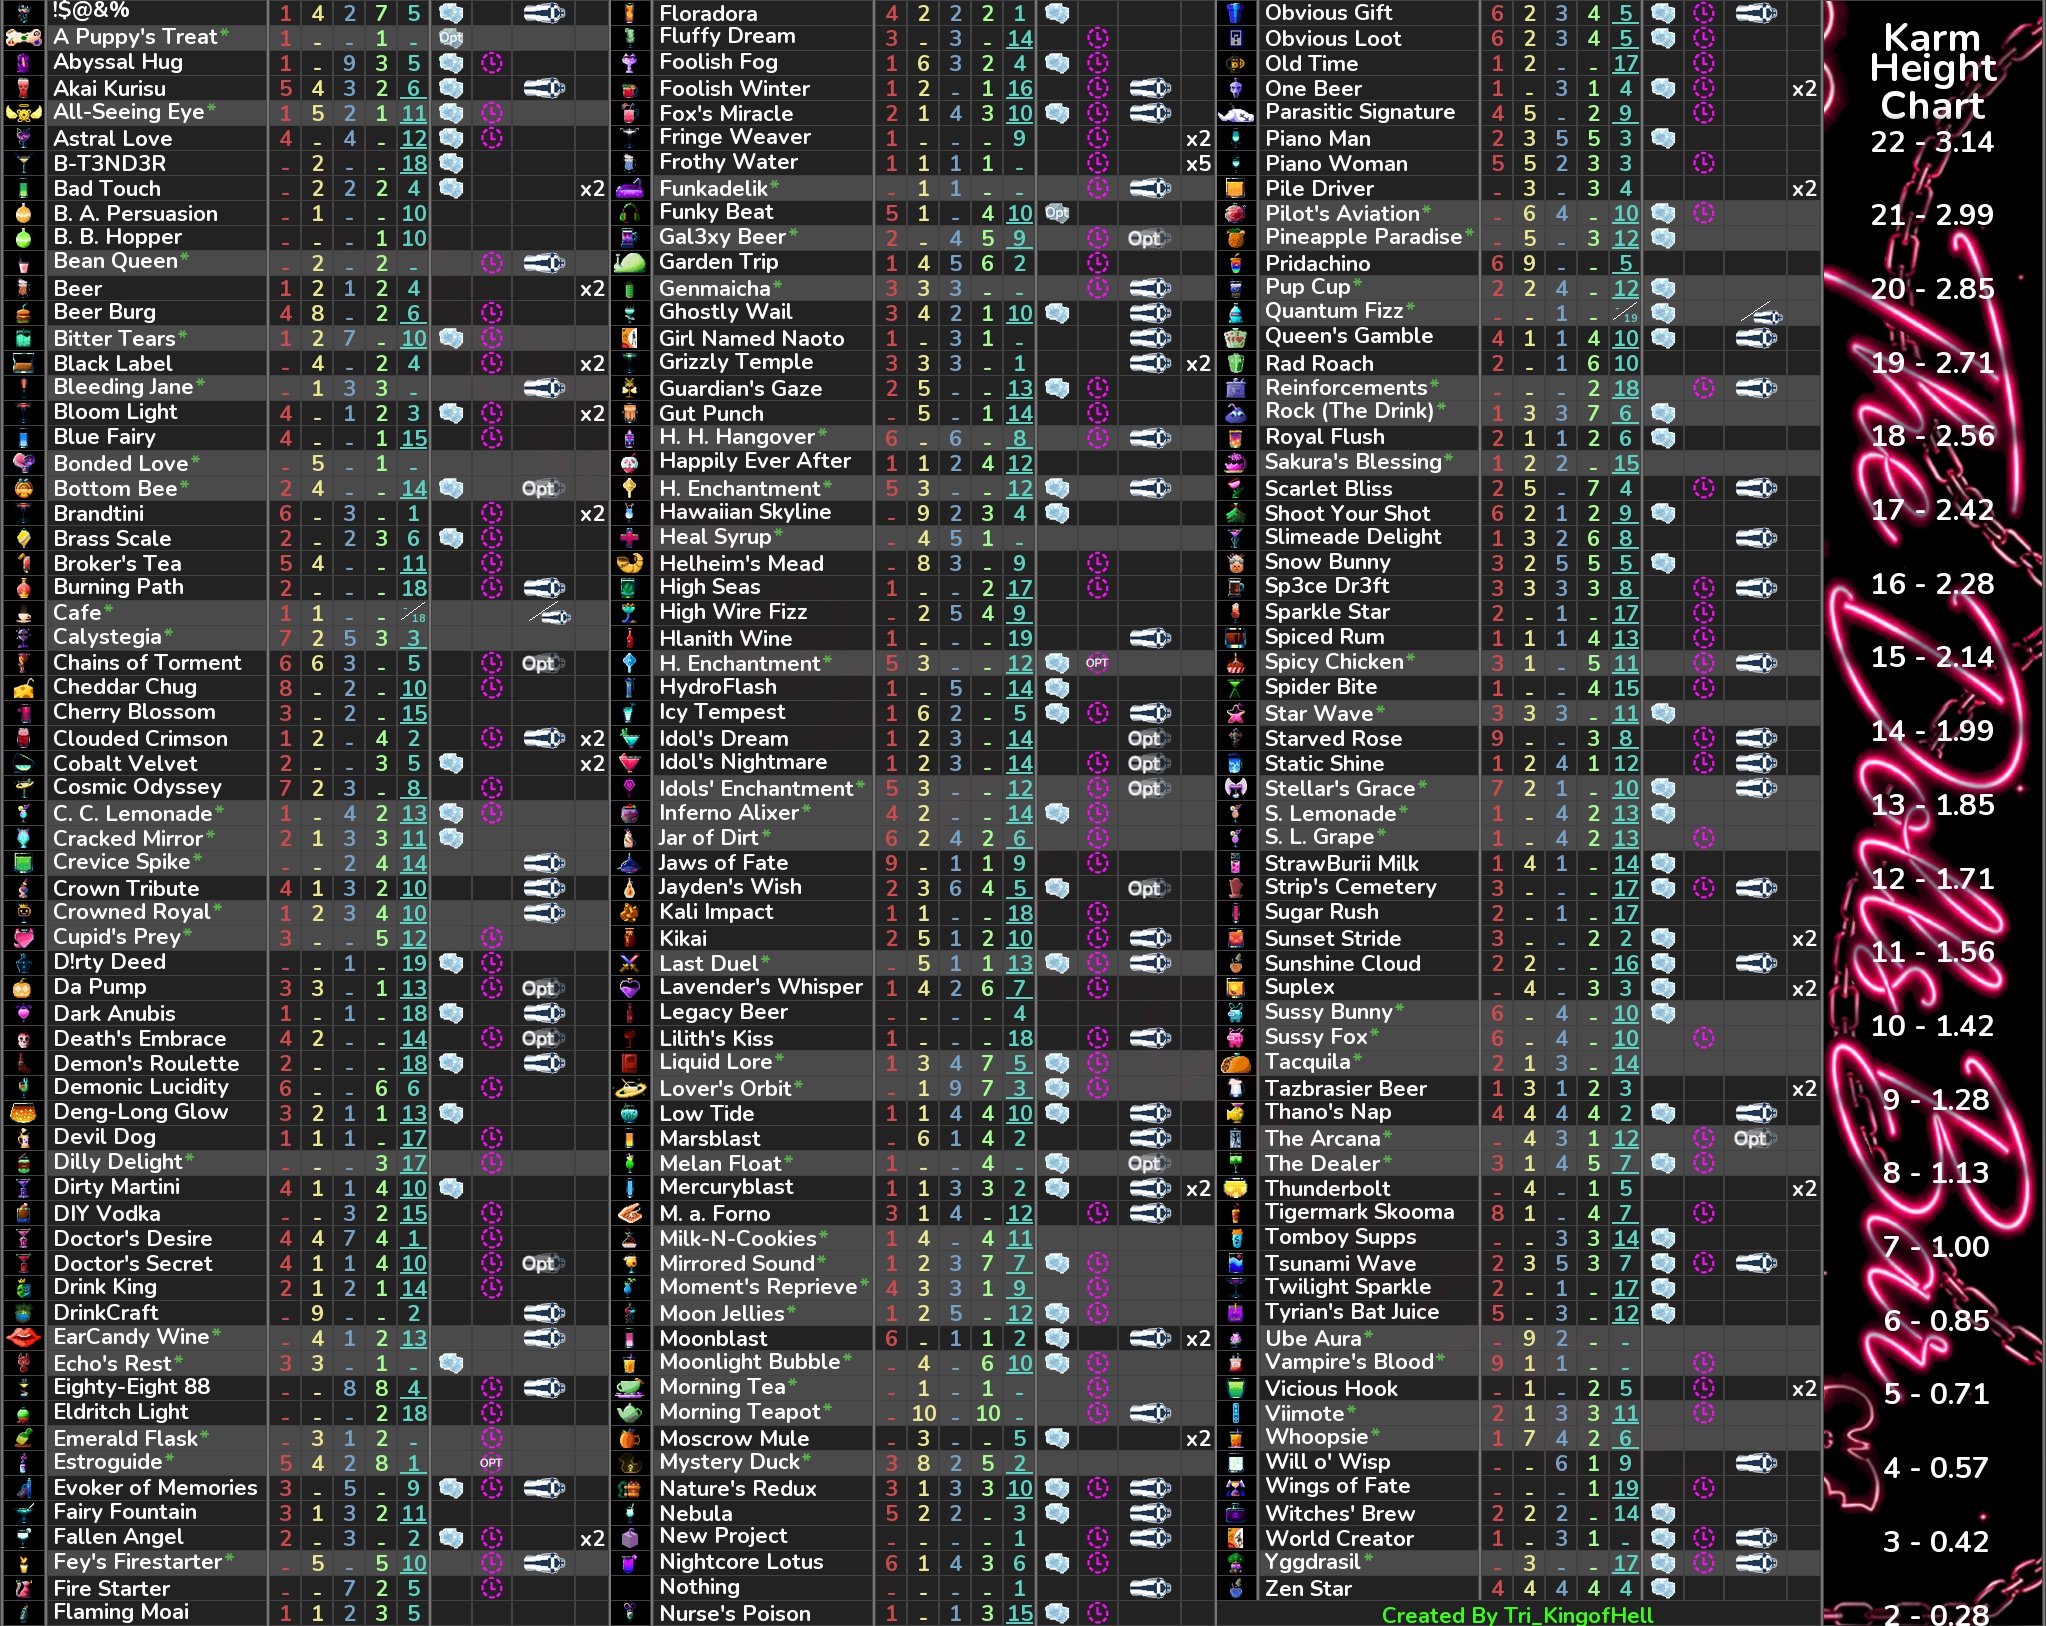 !$@&% 1 4 2 7 5
A Puppy's Treat* 1 - - 1 - Opt
Abyssal Hug 1 - 9 3 5
Akai Kurisu 5 4 3 2 6
All-Seeing Eye* 1 5 2 1 11
Astral Love 4 - 4 - 12
B-T3ND3R - 2 - - 18
Bad Touch - 2 2 2 4 x2
B. A. Persuasion - 1 - - 10
B. B. Hopper - - - 1 10
Bean Queen* - 2 - 2 -
Beer 1 2 1 2 4 x2
Beer Burg 4 8 - 2 6
Bitter Tears* 1 2 7 - 10
Black Label - 4 - 2 4 x2
Bleeding Jane* - 1 3 3 -
Bloom Light 4 - 1 2 3 x2
Blue Fairy 4 - - 1 15
Bonded Love* - 5 - 1 -
Bottom Bee* 2 4 - - 14 Opt
Brandtini 6 - 3 - 1 x2
Brass Scale 2 - 2 3 6
Broker's Tea 5 4 - - 11
Burning Path 2 - - - 18
Cafe* 1 1 - - -/18
Calystegia* 7 2 5 3 3
Chains of Torment 6 6 3 - 5 Opt
Cheddar Chug 8 - 2 - 10
Cherry Blossom 3 - 2 - 15
Clouded Crimson 1 2 - 4 2 x2
Cobalt Velvet 2 - - 3 5 x2
Cosmic Odyssey 7 2 3 - 8
C. C. Lemonade* 1 - 4 2 13
Cracked Mirror* 2 1 3 3 11
Crevice Spike* - - 2 4 14
Crown Tribute 4 1 3 2 10
Crowned Royal* 1 2 3 4 10
Cupid's Prey* 3 - - 5 12
D!rty Deed - - 1 - 19
Da Pump 3 3 - 1 13 Opt
Dark Anubis 1 - 1 - 18
Death's Embrace 4 2 - - 14 Opt
Demon's Roulette 2 - - - 18
Demonic Lucidity 6 - - 6 6
Deng-Long Glow 3 2 1 1 13
Devil Dog 1 1 1 - 17
Dilly Delight* - - - 3 17
Dirty Martini 4 1 1 4 10
DIY Vodka - - 3 2 15
Doctor's Desire 4 4 7 4 1
Doctor's Secret 4 1 1 4 10 Opt
Drink King 2 1 2 1 14
DrinkCraft - 9 - - 2
EarCandy Wine* - 4 1 2 13
Echo's Rest* 3 3 - 1 -
Eighty-Eight 88 - - 8 8 4
Eldritch Light - - - 2 18
Emerald Flask* - 3 1 2 -
Estroguide* 5 4 2 8 1 OPT
Evoker of Memories 3 - 5 - 9
Fairy Fountain 3 1 3 2 11
Fallen Angel 2 - 3 - 2 x2
Fey's Firestarter* - 5 - 5 10
Fire Starter - - 7 2 5
Flaming Moai 1 1 2 3 5
Floradora 4 2 2 2 1
Fluffy Dream 3 - 3 - 14
Foolish Fog 1 6 3 2 4
Foolish Winter 1 2 - 1 16
Fox's Miracle 2 1 4 3 10
Fringe Weaver 1 - - - 9 x2
Frothy Water 1 1 1 1 - x5
Funkadelik* - 1 1 - -
Funky Beat 5 1 - 4 10 Opt
Gal3xy Beer* 2 - 4 5 9 Opt
Garden Trip 1 4 5 6 2
Genmaicha* 3 3 3 - -
Ghostly Wail 3 4 2 1 10
Girl Named Naoto 1 - 3 1 -
Grizzly Temple 3 3 3 - 1 x2
Guardian's Gaze 2 5 - - 13
Gut Punch - 5 - 1 14
H. H. Hangover* 6 - 6 - 8
Happily Ever After 1 1 2 4 12
H. Enchantment* 5 3 - - 12
Hawaiian Skyline - 9 2 3 4
Heal Syrup* - 4 5 1 -
Helheim's Mead - 8 3 - 9
High Seas 1 - - 2 17
High Wire Fizz - 2 5 4 9
Hlanith Wine 1 - - - 19
H. Enchantment* 5 3 - - 12 OPT
HydroFlash 1 - 5 - 14
Icy Tempest 1 6 2 - 5
Idol's Dream 1 2 3 - 14 Opt
Idol's Nightmare 1 2 3 - 14 Opt
Idols' Enchantment* 5 3 - - 12 Opt
Inferno Alixer* 4 2 - - 14
Jar of Dirt* 6 2 4 2 6
Jaws of Fate 9 - 1 1 9
Jayden's Wish 2 3 6 4 5 Opt
Kali Impact 1 1 - - 18
Kikai 2 5 1 2 10
Last Duel* - 5 1 1 13
Lavender's Whisper 1 4 2 6 7
Legacy Beer - - - - 4
Lilith's Kiss 1 - - - 18
Liquid Lore* 1 3 4 7 5
Lover's Orbit* - 1 9 7 3
Low Tide 1 1 4 4 10
Marsblast - 6 1 4 2
Melan Float* 1 - - 4 - Opt
Mercuryblast 1 1 3 3 2 x2
M. a. Forno 3 1 4 - 12
Milk-N-Cookies* 1 4 - 4 11
Mirrored Sound* 1 2 3 7 7
Moment's Reprieve* 4 3 3 1 9
Moon Jellies* 1 2 5 - 12
Moonblast 6 - 1 1 2 x2
Moonlight Bubble* - 4 - 6 10
Morning Tea* - 1 - 1 -
Morning Teapot* - 10 - 10 -
Moscrow Mule - 3 - - 5 x2
Mystery Duck* 3 8 2 5 2
Nature's Redux 3 1 3 3 10
Nebula 5 2 2 - 3
New Project - - - - 1
Nightcore Lotus 6 1 4 3 6
Nothing - - - - 1
Nurse's Poison 1 - 1 3 15
Obvious Gift 6 2 3 4 5
Obvious Loot 6 2 3 4 5
Old Time 1 2 - - 17
One Beer 1 - 3 1 4 x2
Parasitic Signature 4 5 - 2 9
Piano Man 2 3 5 5 3
Piano Woman 5 5 2 3 3
Pile Driver - 3 - 3 4 x2
Pilot's Aviation* - 6 4 - 10
Pineapple Paradise* - 5 - 3 12
Pridachino 6 9 - - 5
Pup Cup* 2 2 4 - 12
Quantum Fizz* - - 1 - -/19
Queen's Gamble 4 1 1 4 10
Rad Roach 2 - 1 6 10
Reinforcements* - - - 2 18
Rock (The Drink)* 1 3 3 7 6
Royal Flush 2 1 1 2 6
Sakura's Blessing* 1 2 2 - 15
Scarlet Bliss 2 5 - 7 4
Shoot Your Shot 6 2 1 2 9
Slimeade Delight 1 3 2 6 8
Snow Bunny 3 2 5 5 5
Sp3ce Dr3ft 3 3 3 3 8
Sparkle Star 2 - 1 - 17
Spiced Rum 1 1 1 4 13
Spicy Chicken* 3 1 - 5 11
Spider Bite 1 - - 4 15
Star Wave* 3 3 3 - 11
Starved Rose 9 - - 3 8
Static Shine 1 2 4 1 12
Stellar's Grace* 7 2 1 - 10
S. Lemonade* 1 - 4 2 13
S. L. Grape* 1 - 4 2 13
StrawBurii Milk 1 4 1 - 14
Strip's Cemetery 3 - - - 17
Sugar Rush 2 - 1 - 17
Sunset Stride 3 - - 2 2 x2
Sunshine Cloud 2 2 - - 16
Suplex - 4 - 3 3 x2
Sussy Bunny* 6 - 4 - 10
Sussy Fox* 6 - 4 - 10
Tacquila* 2 1 3 - 14
Tazbrasier Beer 1 3 1 2 3 x2
Thano's Nap 4 4 4 4 2
The Arcana* - 4 3 1 12 Opt
The Dealer* 3 1 4 5 7
Thunderbolt - 4 - 1 5 x2
Tigermark Skooma 8 1 - 4 7
Tomboy Supps - - 3 3 14
Tsunami Wave 2 3 5 3 7
Twilight Sparkle 2 - 1 - 17
Tyrian's Bat Juice 5 - 3 - 12
Ube Aura* - 9 2 - -
Vampire's Blood* 9 1 1 - -
Vicious Hook - 1 - 2 5 x2
Viimote* 2 1 3 3 11
Whoopsie* 1 7 4 2 6
Will o' Wisp - - 6 1 9
Wings of Fate - - - 1 19
Witches' Brew 2 2 2 - 14
World Creator 1 - 3 1 -
Yggdrasil* - 3 - - 17
Zen Star 4 4 4 4 4
Created By Tri_KingofHell
Karm
Height
Chart
22 - 3.14
21 - 2.99
20 - 2.85
19 - 2.71
18 - 2.56
17 - 2.42
16 - 2.28
15 - 2.14
14 - 1.99
13 - 1.85
12 - 1.71
11 - 1.56
10 - 1.42
9 - 1.28
8 - 1.13
7 - 1.00
6 - 0.85
5 - 0.71
4 - 0.57
3 - 0.42
2 - 0.28
The